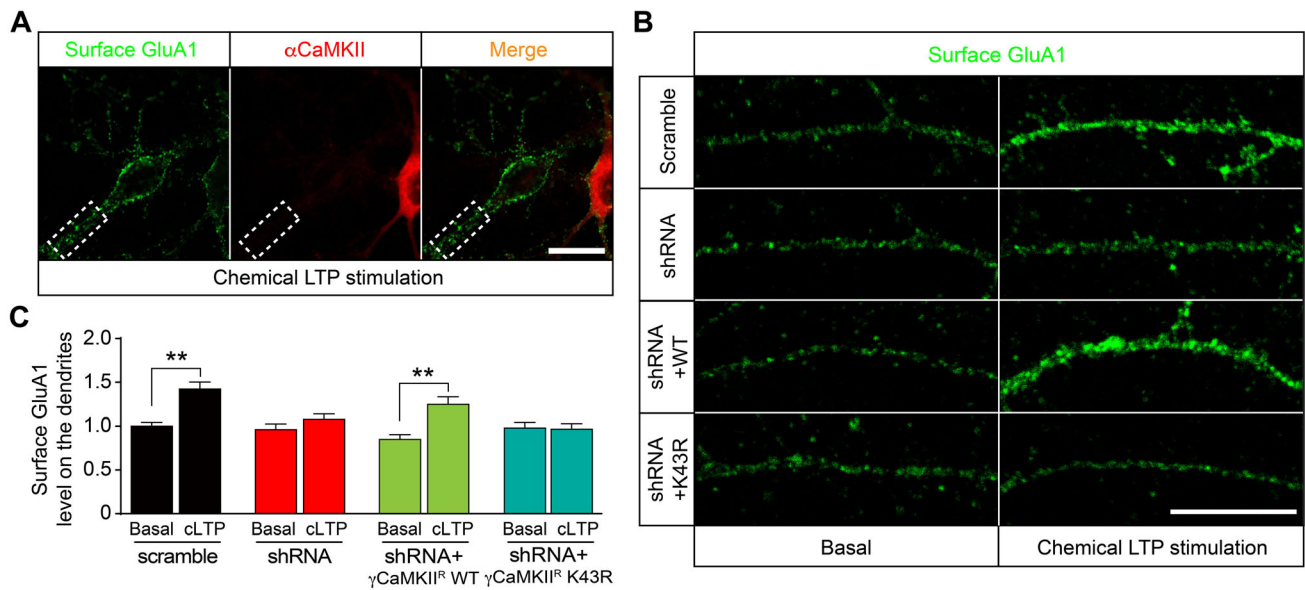 A
Surface GluA1 αCaMKII Merge
Chemical LTP stimulation
B
Surface GluA1
Scramble
shRNA
shRNA
+WT
shRNA
+K43R
Basal Chemical LTP stimulation
C
Surface GluA1
level on the dendrites
2.0
1.5
1.0
0.5
0
**
**
Basal cLTP Basal cLTP Basal cLTP Basal cLTP
scramble shRNA shRNA+ shRNA+
γCaMKIIᴿ WT γCaMKIIᴿ K43R